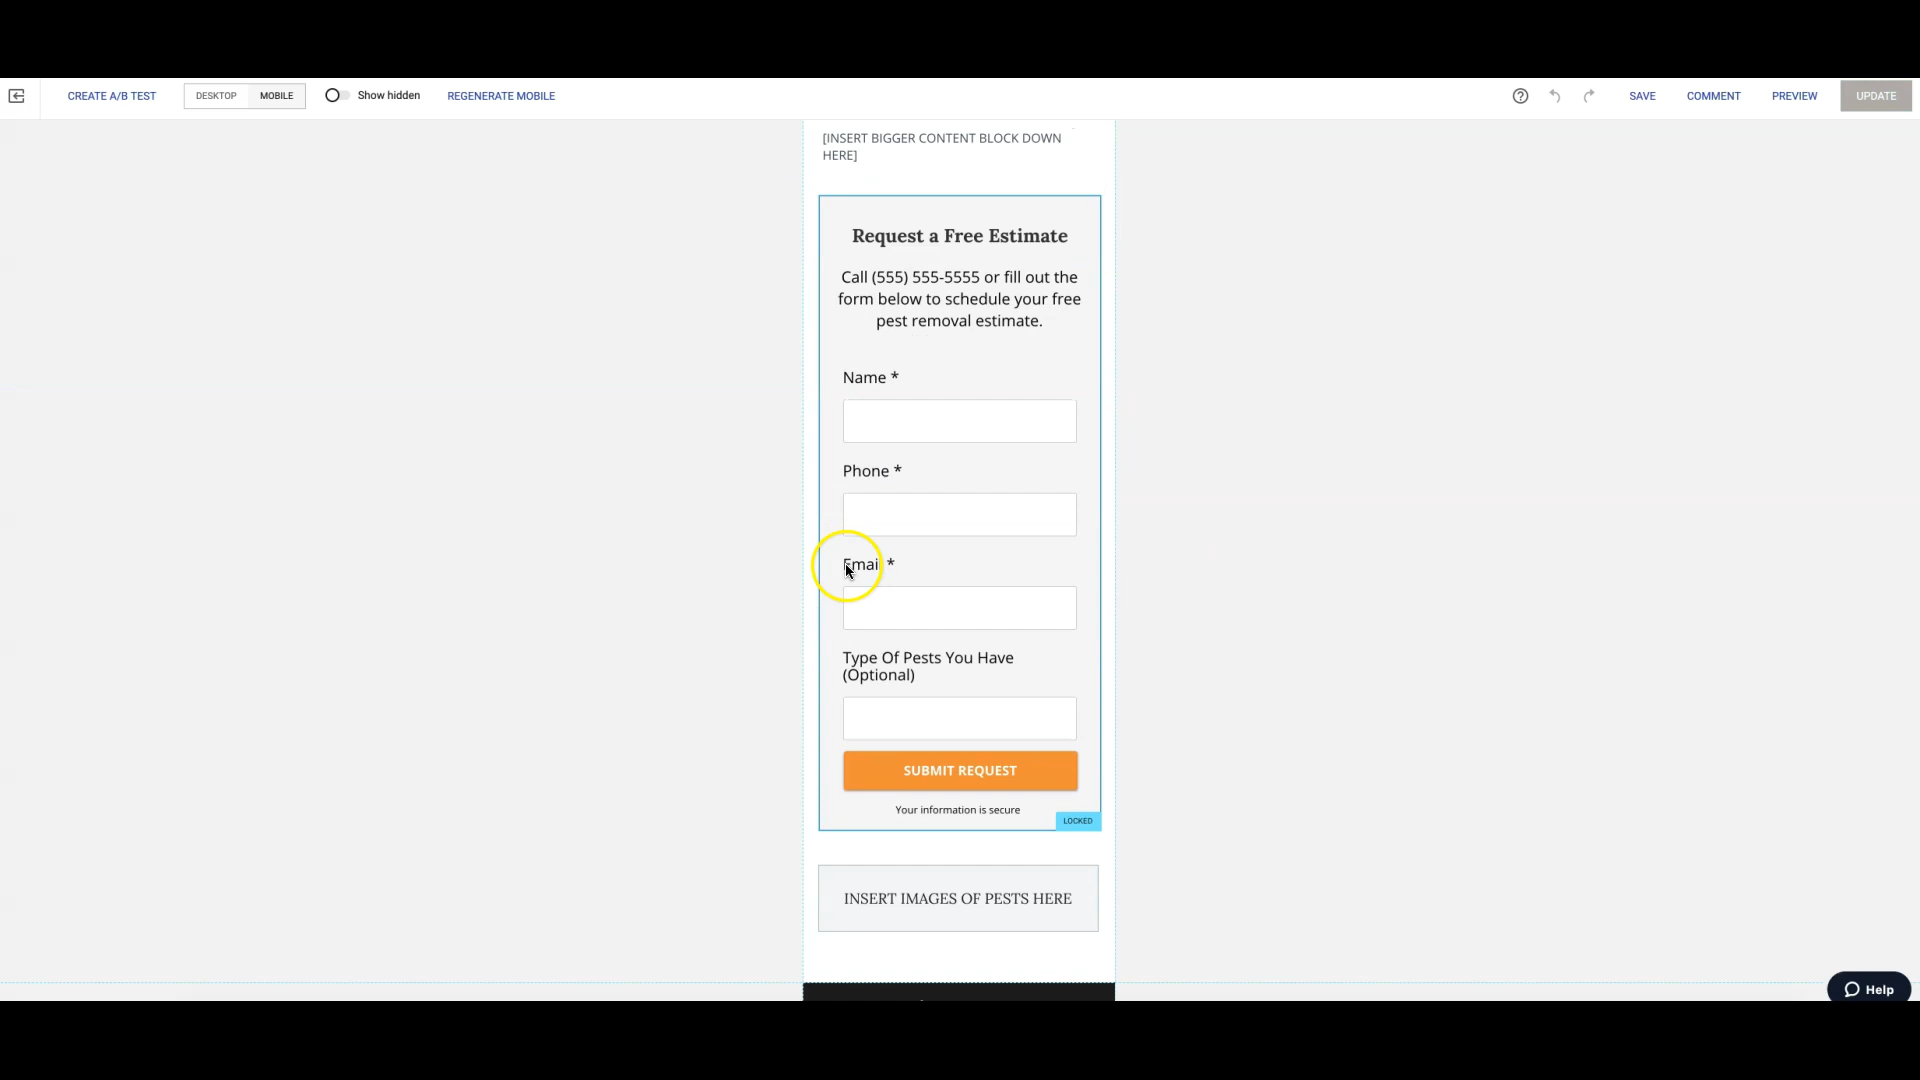 CREATE A/B TEST
DESKTOP
MOBILE
Show hidden
REGENERATE MOBILE
SAVE
COMMENT
PREVIEW
UPDATE
[INSERT BIGGER CONTENT BLOCK DOWN
HERE]
Request a Free Estimate
Call (555) 555-5555 or fill out the
form below to schedule your free
pest removal estimate.
Name *
Phone *
Email *
Type Of Pests You Have
(Optional)
SUBMIT REQUEST
Your information is secure
LOCKED
INSERT IMAGES OF PESTS HERE
Help